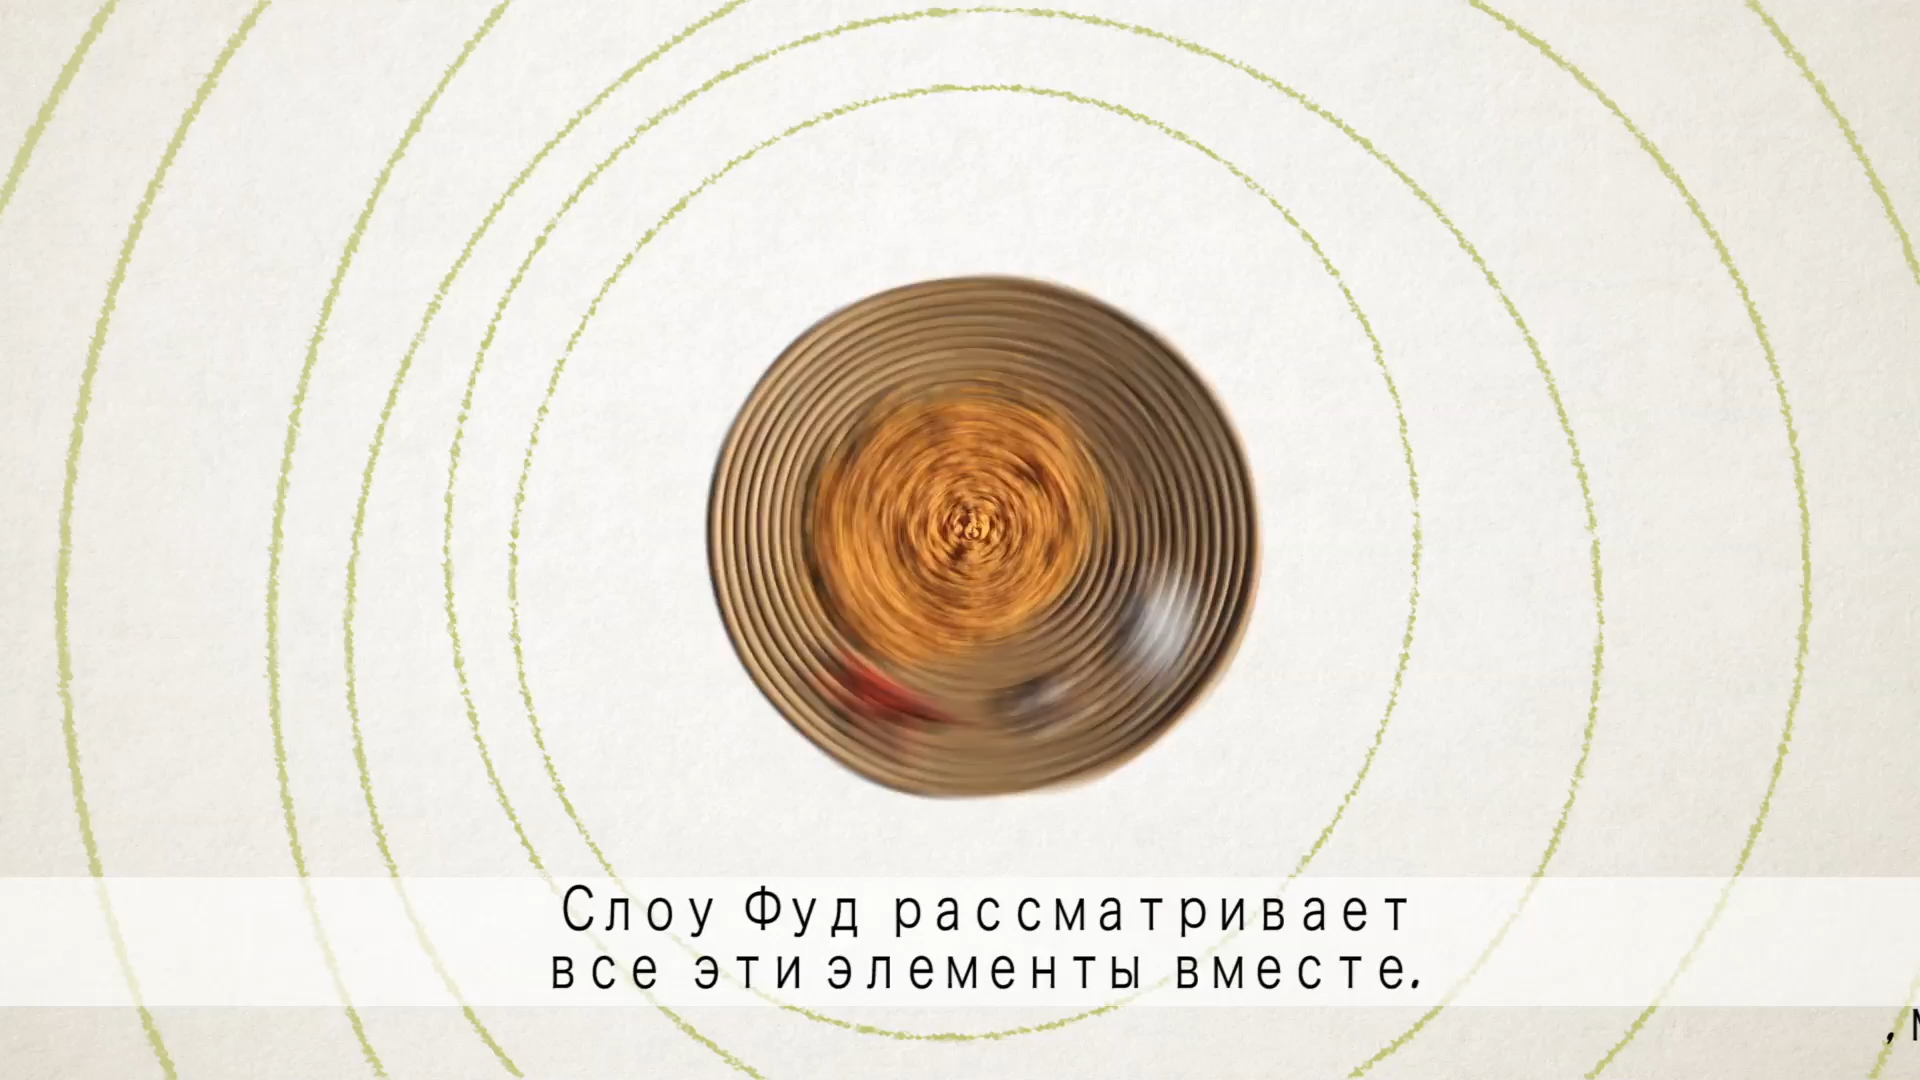 Слоу Фуд рассматривает
все эти элементы вместе.